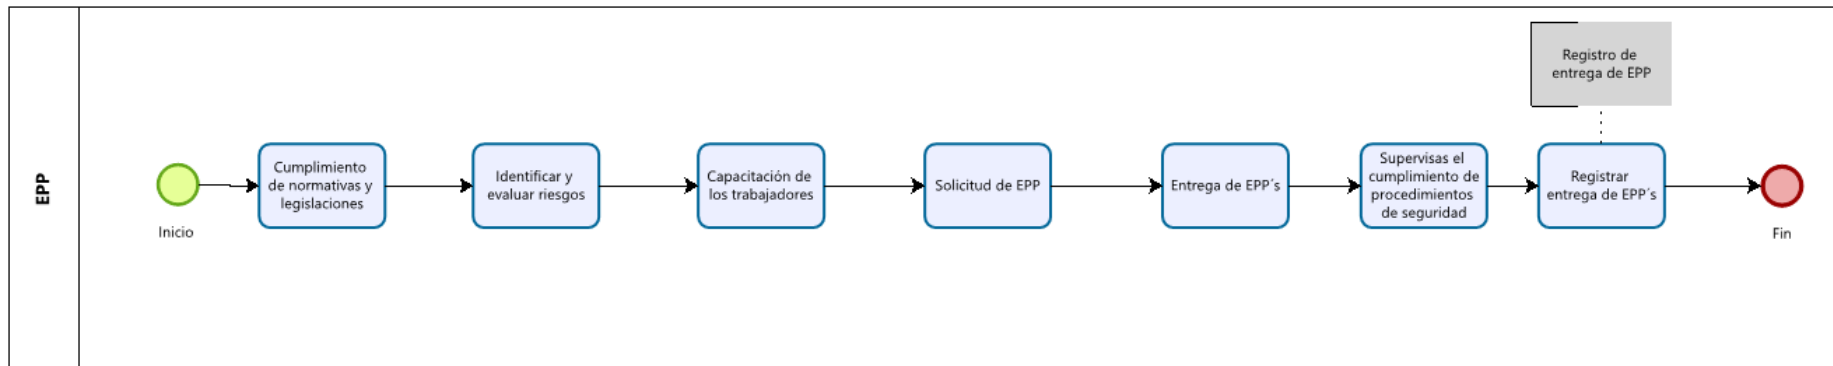 EPP
Inicio
Cumplimiento
de normativas y
legislaciones
Identificar y
evaluar riesgos
Capacitación de
los trabajadores
Solicitud de EPP
Entrega de EPP´s
Supervisas el
cumplimiento de
procedimientos
de seguridad
Registro de
entrega de EPP
Registrar
entrega de EPP´s
Fin